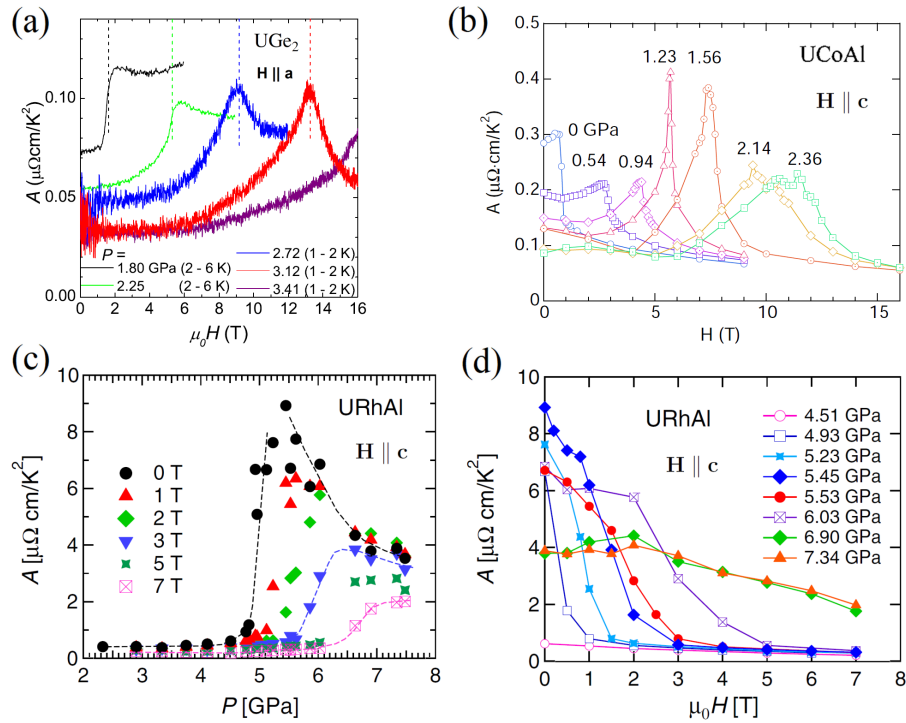 (a)
UGe₂
H || a
A (μΩcm/K²)
0.10
0.05
0.00
P =
1.80 GPa (2 - 6 K)
2.25 (2 - 6 K)
2.72 (1 - 2 K)
3.12 (1 - 2 K)
3.41 (1 - 2 K)
0 2 4 6 8 10 12 14 16
μ₀H (T)
(b)
UCoAl
H ∥ c
A (μΩ·cm/K²)
0.5
0.4
0.3
0.2
0.1
0
0 GPa
0.54
0.94
1.23
1.56
2.14
2.36
0 5 10 15
H (T)
(c)
URhAl
H ∥ c
A [μΩ cm/K²]
10
8
6
4
2
0
0 T
1 T
2 T
3 T
5 T
7 T
2 3 4 5 6 7 8
P [GPa]
(d)
URhAl
H ∥ c
A [μΩ cm/K²]
10
8
6
4
2
0
4.51 GPa
4.93 GPa
5.23 GPa
5.45 GPa
5.53 GPa
6.03 GPa
6.90 GPa
7.34 GPa
0 1 2 3 4 5 6 7 8
μ₀H [T]